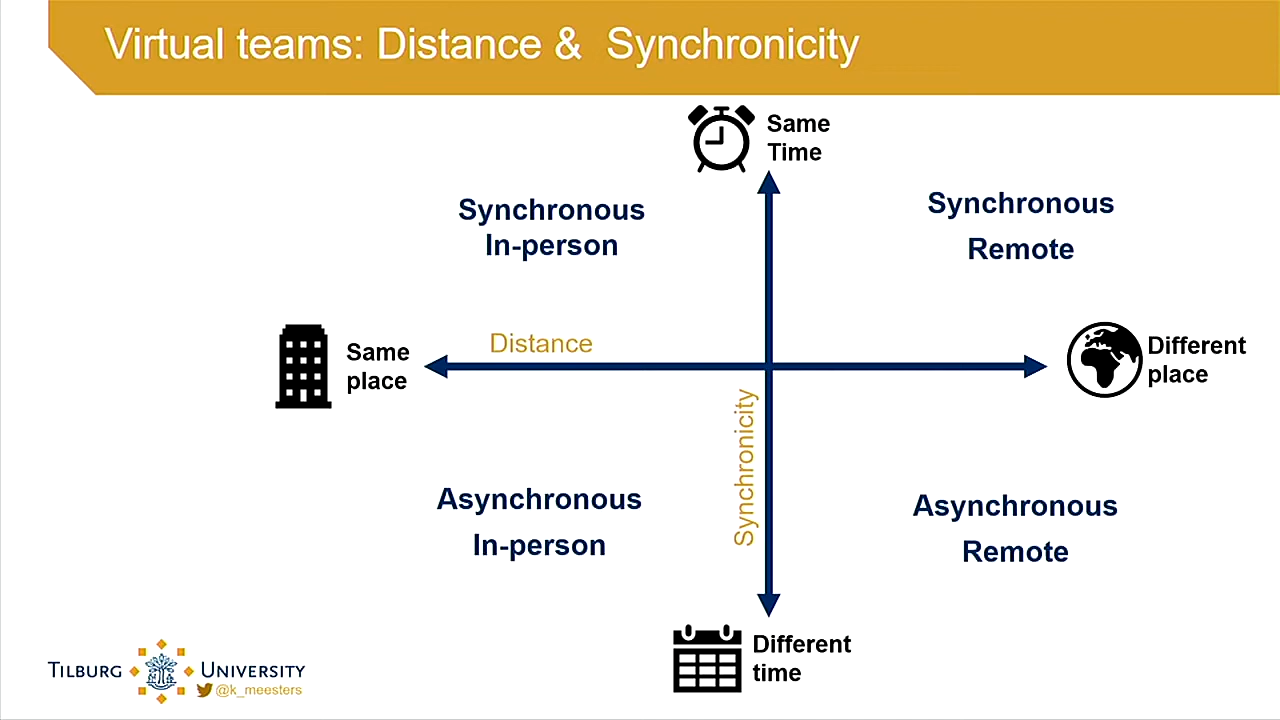 Virtual teams: Distance & Synchronicity
Same
Time
Synchronous
In-person
Synchronous
Remote
Distance
Same
place
Different
place
Synchronicity
Asynchronous
In-person
Asynchronous
Remote
Different
time
TILBURG UNIVERSITY
@k_meesters